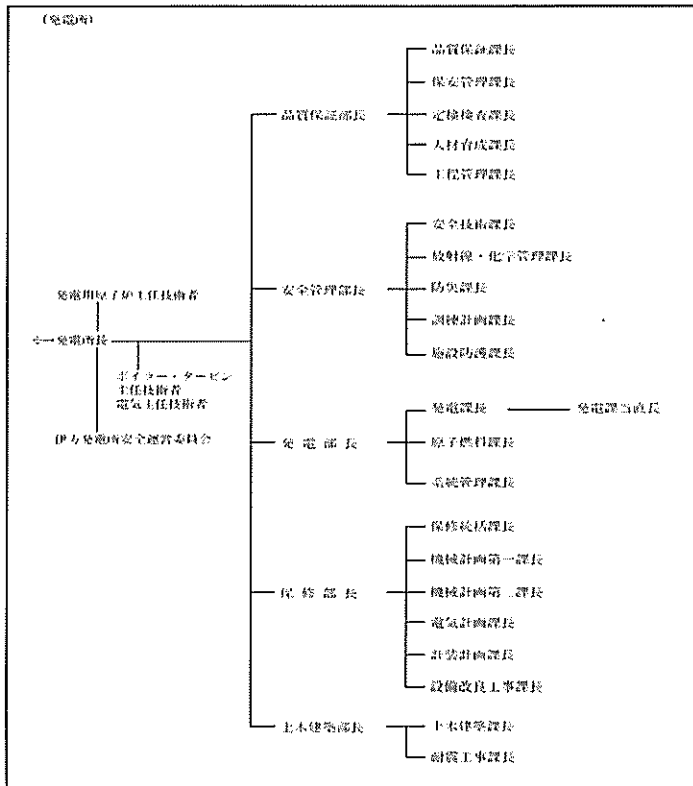 (発電所)
品質保証課長
保安管理課長
品質保証部長
定検検査課長
人材育成課長
工程管理課長
安全技術課長
放射線・化学管理課長
発電用原子炉主任技術者
安全管理部長
防災課長
訓練計画課長
←発電所長
施設防護課長
ボイラー・タービン
主任技術者
電気主任技術者
発電課長
発電課当直長
伊方発電所安全運営委員会
発電部長
原子燃料課長
系統管理課長
保修統括課長
機械計画第一課長
保修部長
機械計画第二課長
電気計画課長
計装計画課長
設備改良工事課長
土木建築部長
土木建築課長
耐震工事課長